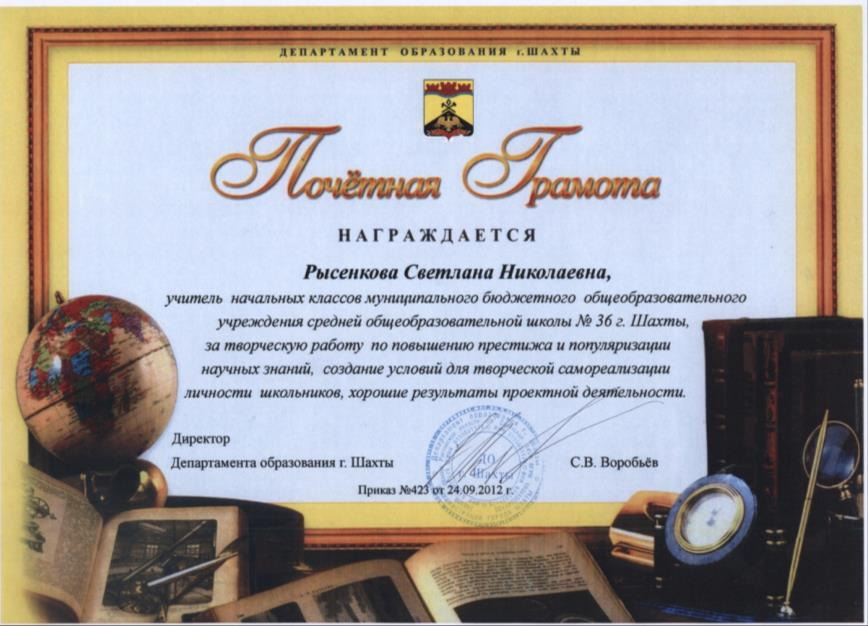 ДЕПАРТАМЕНТ ОБРАЗОВАНИЯ г.ШАХТЫ
Почётная Грамота
НАГРАЖДАЕТСЯ
Рысенкова Светлана Николаевна,
учитель начальных классов муниципального бюджетного общеобразовательного
учреждения средней общеобразовательной школы № 36 г. Шахты,
за творческую работу по повышению престижа и популяризации
научных знаний, создание условий для творческой самореализации
личности школьников, хорошие результаты проектной деятельности.
Директор
Департамента образования г. Шахты С.В. Воробьёв
ДО
г. Шахты
Приказ №423 от 24.09.2012 г.